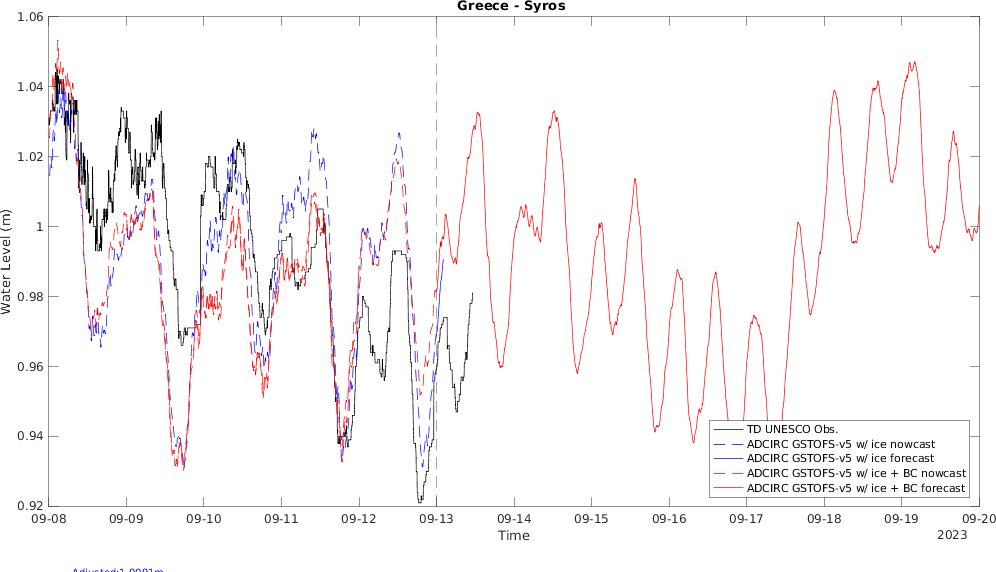 Greece - Syros
1.06
1.04
1.02
1
0.98
0.96
0.94
0.92
Water Level (m)
TD UNESCO Obs.
ADCIRC GSTOFS-v5 w/ ice nowcast
ADCIRC GSTOFS-v5 w/ ice forecast
ADCIRC GSTOFS-v5 w/ ice + BC nowcast
ADCIRC GSTOFS-v5 w/ ice + BC forecast
09-08 09-09 09-10 09-11 09-12 09-13 09-14 09-15 09-16 09-17 09-18 09-19 09-20
Time
2023